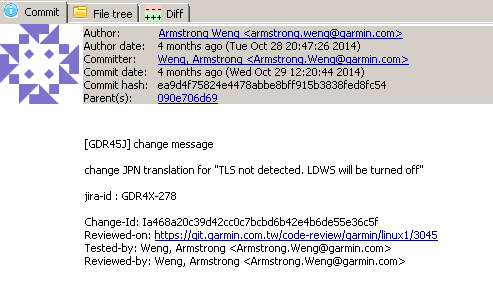 Commit File tree Diff
Author: Armstrong Weng <armstrong.weng@garmin.com>
Author date: 4 months ago (Tue Oct 28 20:47:26 2014)
Committer: Weng, Armstrong <Armstrong.Weng@garmin.com>
Commit date: 4 months ago (Wed Oct 29 12:20:44 2014)
Commit hash: ea9d4f75824e4478abbe8bff915b3838fed8fc54
Parent(s): 090e706d69
[GDR45J] change message
change JPN translation for "TLS not detected. LDWS will be turned off"
jira-id : GDR4X-278
Change-Id: Ia468a20c39d42cc0c7bcbd6b42e4b6de55e36c5f
Reviewed-on: https://git.garmin.com.tw/code-review/garmin/linux1/3045
Tested-by: Weng, Armstrong <Armstrong.Weng@garmin.com>
Reviewed-by: Weng, Armstrong <Armstrong.Weng@garmin.com>